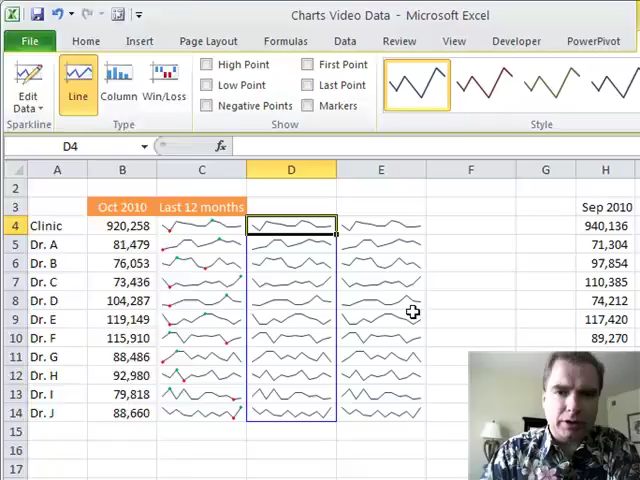 Charts Video Data - Microsoft Excel
File Home Insert Page Layout Formulas Data Review View Developer PowerPivot
Edit Data Line Column Win/Loss
High Point First Point
Low Point Last Point
Negative Points Markers
Sparkline Type Show Style
D4 fx
A B C D E F G H
2
3 Oct 2010 Last 12 months Sep 2010
4 Clinic 920,258 940,136
5 Dr. A 81,479 71,304
6 Dr. B 76,053 97,854
7 Dr. C 73,436 110,385
8 Dr. D 104,287 74,212
9 Dr. E 119,149 117,420
10 Dr. F 115,910 89,270
11 Dr. G 88,486
12 Dr. H 92,980
13 Dr. I 79,818
14 Dr. J 88,660
15
16
17